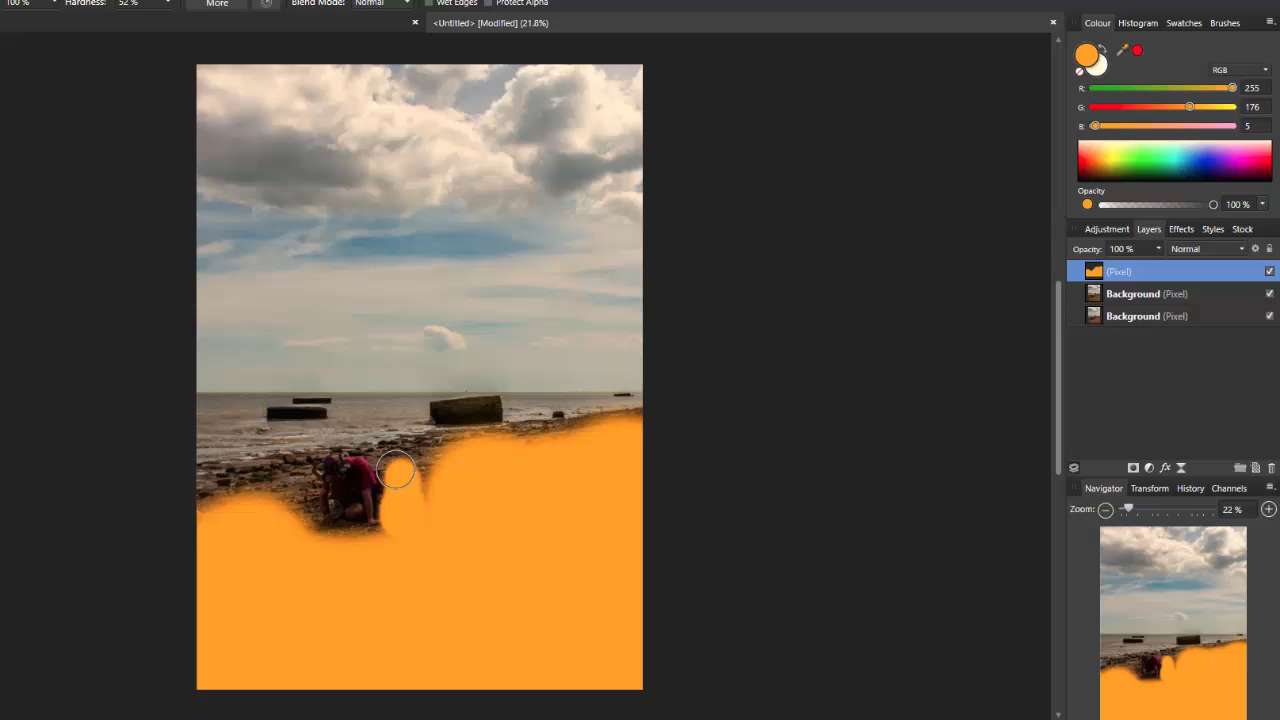 100 % Hardness: 52 % More Blend Mode: Normal Wet Edges Protect Alpha
<Untitled> [Modified] (21.8%)
Colour Histogram Swatches Brushes
RGB
R: 255
G: 176
B: 5
Opacity
100 %
Adjustment Layers Effects Styles Stock
Opacity: 100 % Normal
(Pixel)
Background (Pixel)
Background (Pixel)
Navigator Transform History Channels
Zoom: 22 %